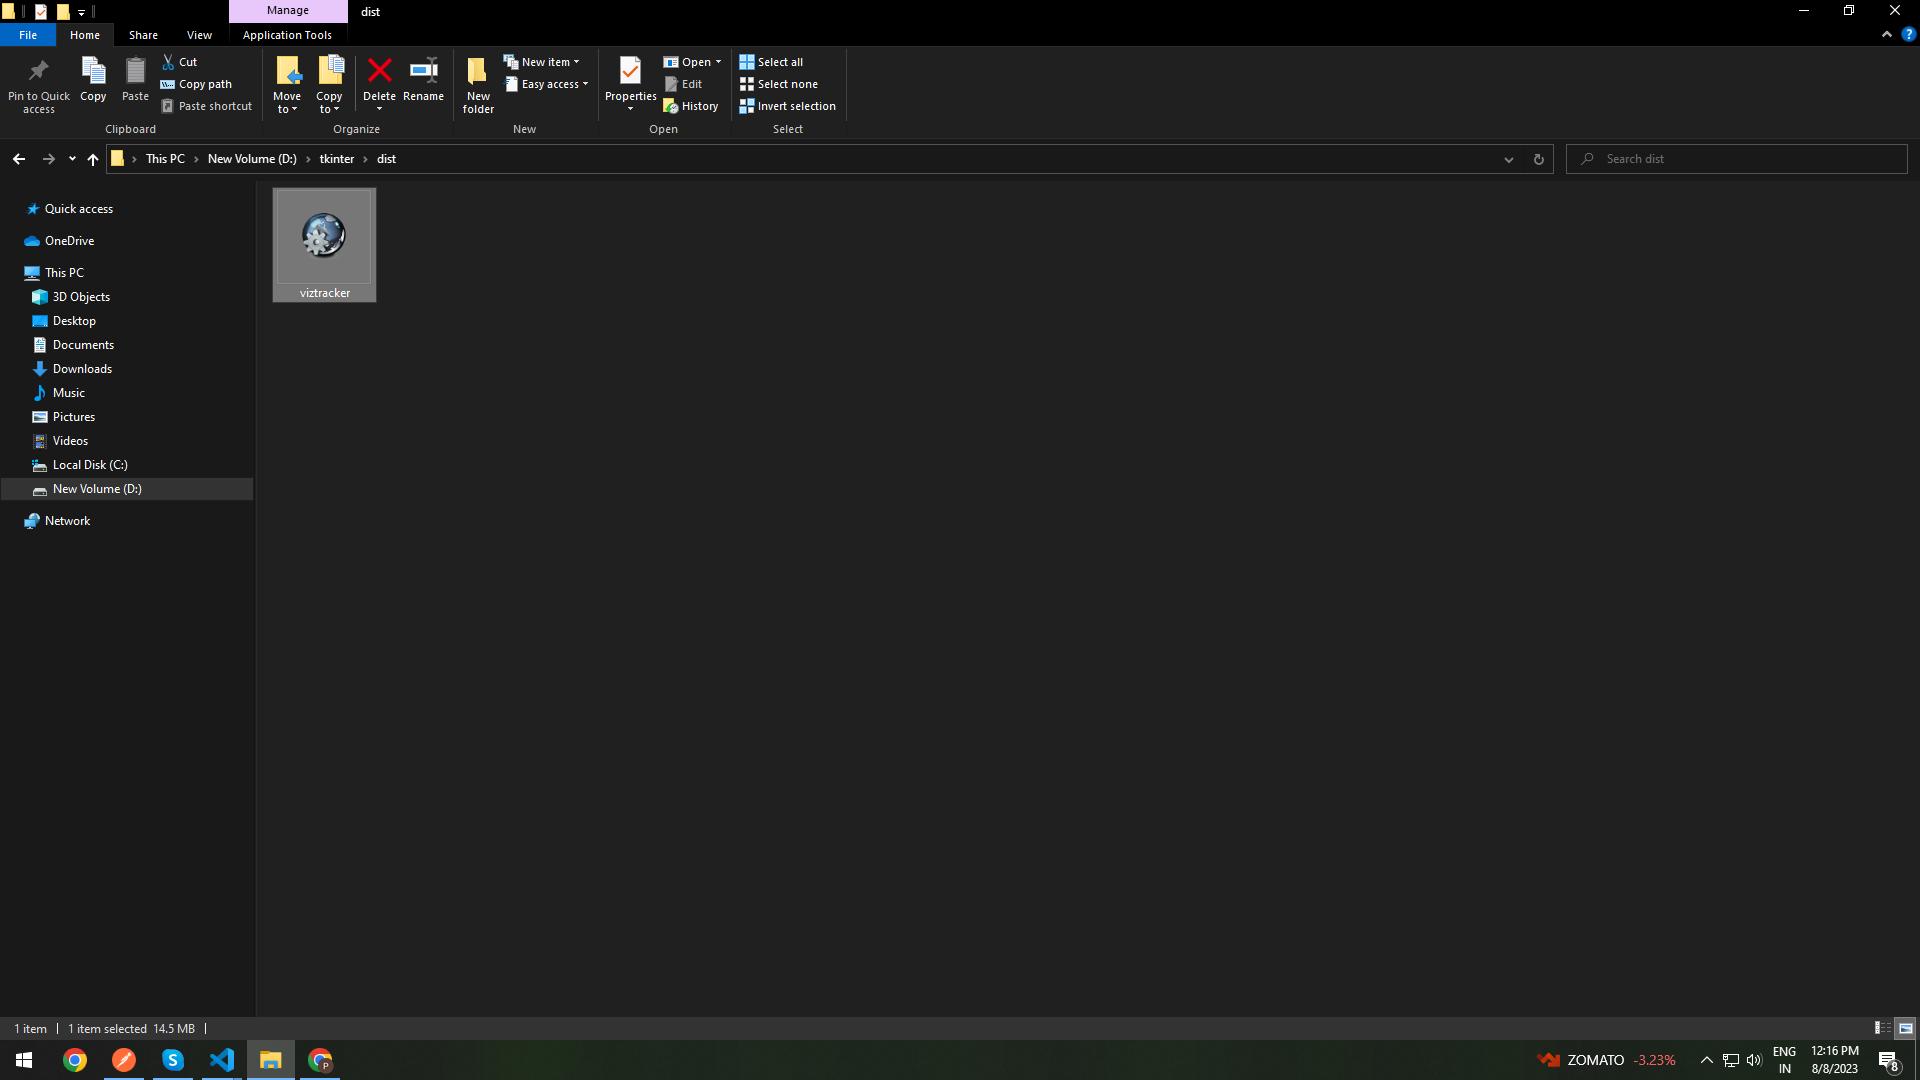 Manage
dist
File
Home
Share
View
Application Tools
Pin to Quick
access
Copy
Paste
Cut
Copy path
Paste shortcut
Clipboard
Move
to
Copy
to
Delete
Rename
Organize
New
folder
New item
Easy access
New
Properties
Open
Edit
History
Open
Select all
Select none
Invert selection
Select
This PC
New Volume (D:)
tkinter
dist
Search dist
Quick access
OneDrive
This PC
3D Objects
Desktop
Documents
Downloads
Music
Pictures
Videos
Local Disk (C:)
New Volume (D:)
Network
viztracker
1 item
1 item selected 14.5 MB
ZOMATO -3.23%
ENG
IN
12:16 PM
8/8/2023
8